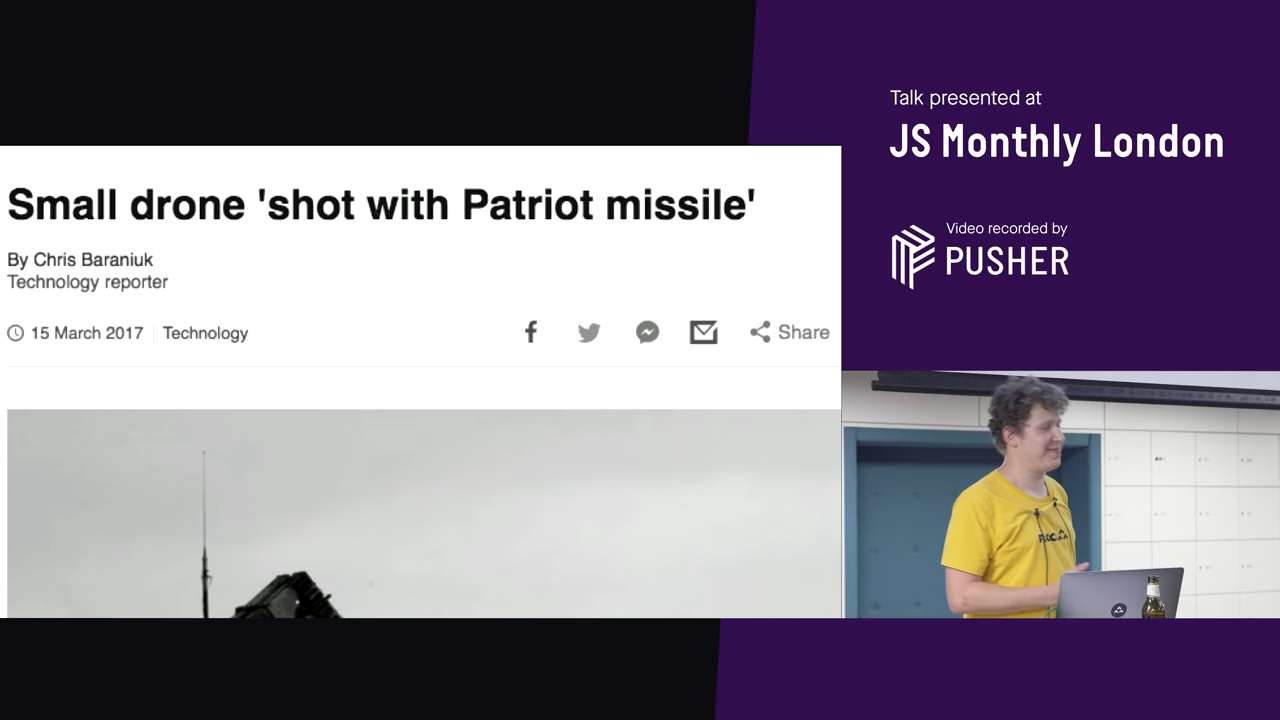 Talk presented at
JS Monthly London
Video recorded by
PUSHER
Small drone 'shot with Patriot missile'
By Chris Baraniuk
Technology reporter
15 March 2017
Technology
Share